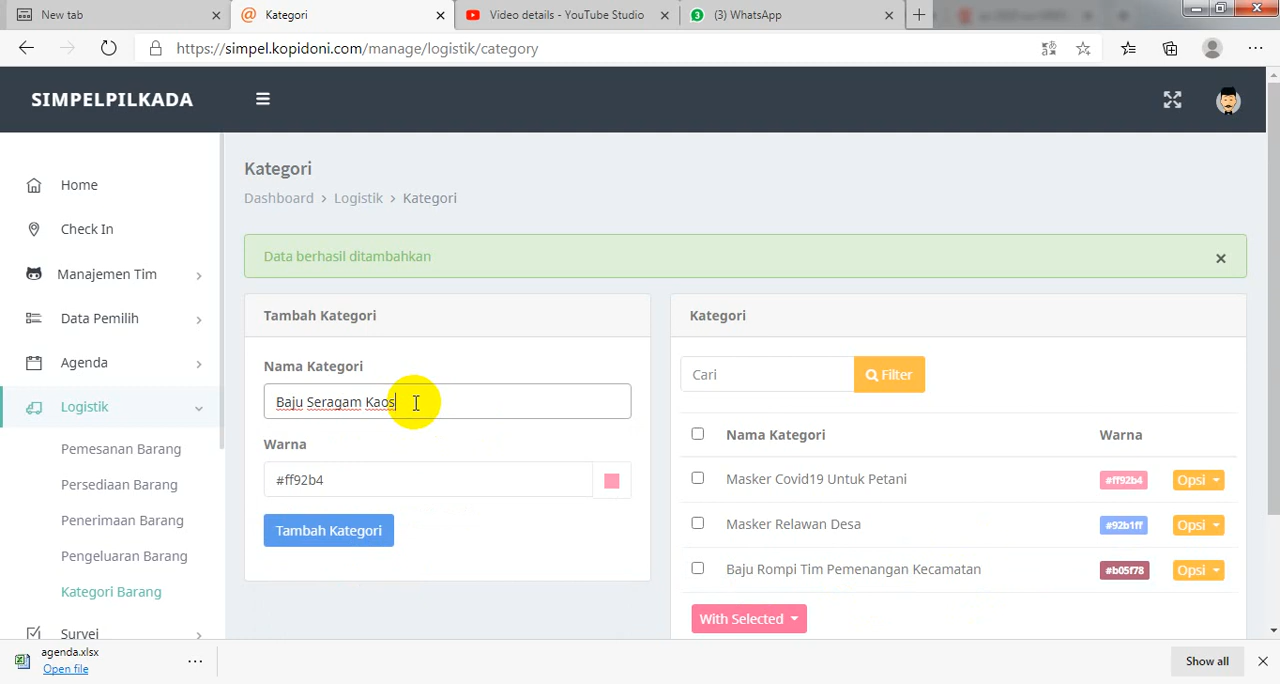 New tab
Kategori
Video details - YouTube Studio
3
(3) WhatsApp
https://simpel.kopidoni.com/manage/logistik/category
SIMPELPILKADA
Home
Check In
Manajemen Tim
Data Pemilih
Agenda
Logistik
Pemesanan Barang
Persediaan Barang
Penerimaan Barang
Pengeluaran Barang
Kategori Barang
Survei
Kategori
Dashboard > Logistik > Kategori
Data berhasil ditambahkan
Tambah Kategori
Nama Kategori
Baju Seragam Kaos
Warna
#ff92b4
Tambah Kategori
Kategori
Cari
Filter
Nama Kategori Warna
Masker Covid19 Untuk Petani #ff92b4 Opsi
Masker Relawan Desa #92b1ff Opsi
Baju Rompi Tim Pemenangan Kecamatan #b05f78 Opsi
With Selected
agenda.xlsx
Open file
Show all